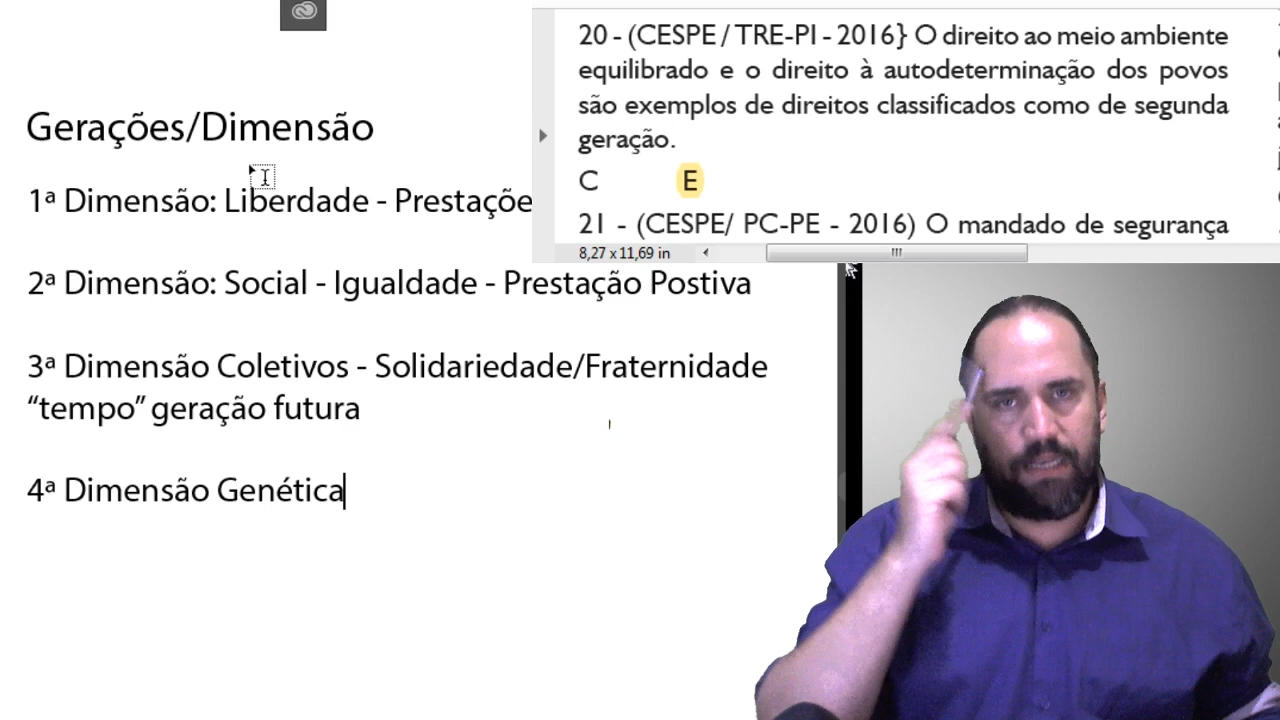 Gerações/Dimensão
1ª Dimensão: Liberdade - Prestaçõe
2ª Dimensão: Social - Igualdade - Prestação Postiva
3ª Dimensão Coletivos - Solidariedade/Fraternidade
“tempo” geração futura
4ª Dimensão Genética
20 - (CESPE / TRE-PI - 2016} O direito ao meio ambiente
equilibrado e o direito à autodeterminação dos povos
são exemplos de direitos classificados como de segunda
geração.
C E
21 - (CESPE/ PC-PE - 2016) O mandado de segurança
8,27 x 11,69 in